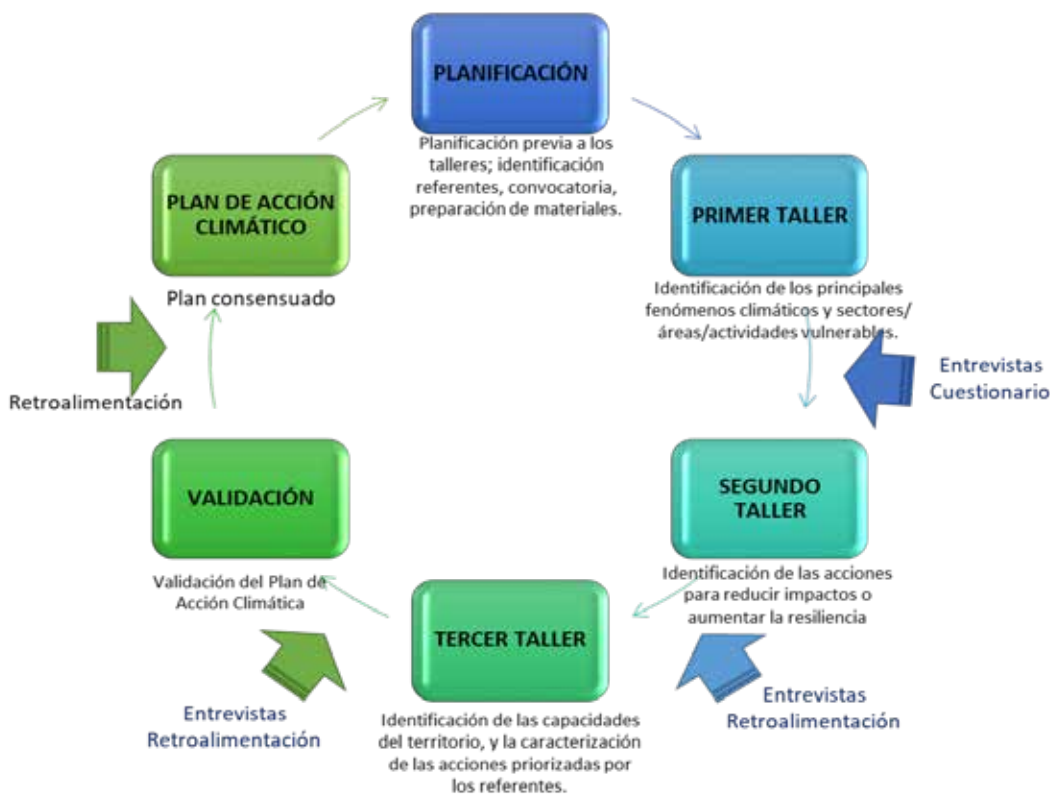 PLANIFICACIÓN
Planificación previa a los
talleres; identificación
referentes, convocatoria,
preparación de materiales.
PRIMER TALLER
Identificación de los principales
fenómenos climáticos y sectores/
áreas/actividades vulnerables.
Entrevistas
Cuestionario
SEGUNDO
TALLER
Identificación de las acciones
para reducir impactos o
aumentar la resiliencia
Entrevistas
Retroalimentación
TERCER TALLER
Identificación de las capacidades
del territorio, y la caracterización
de las acciones priorizadas por
los referentes.
Entrevistas
Retroalimentación
VALIDACIÓN
Validación del Plan de
Acción Climática
Retroalimentación
PLAN DE ACCIÓN
CLIMÁTICO
Plan consensuado